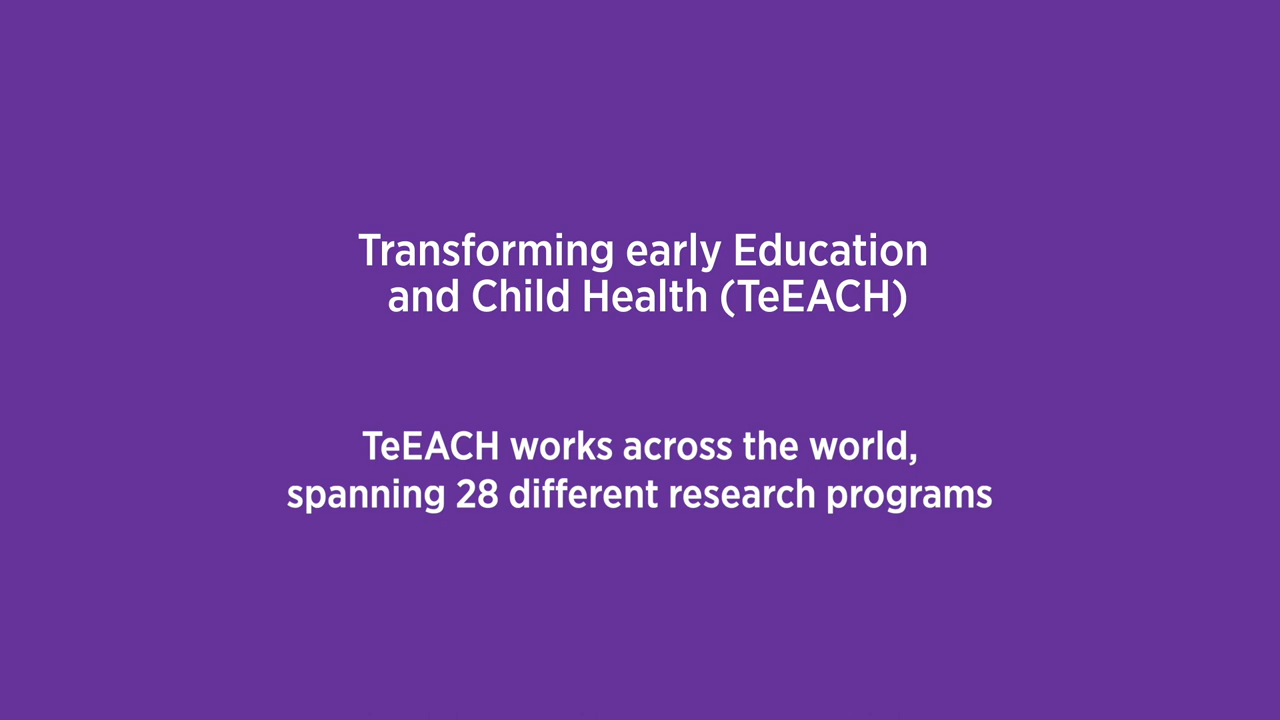 Transforming early Education
and Child Health (TeEACH)
TeEACH works across the world,
spanning 28 different research programs